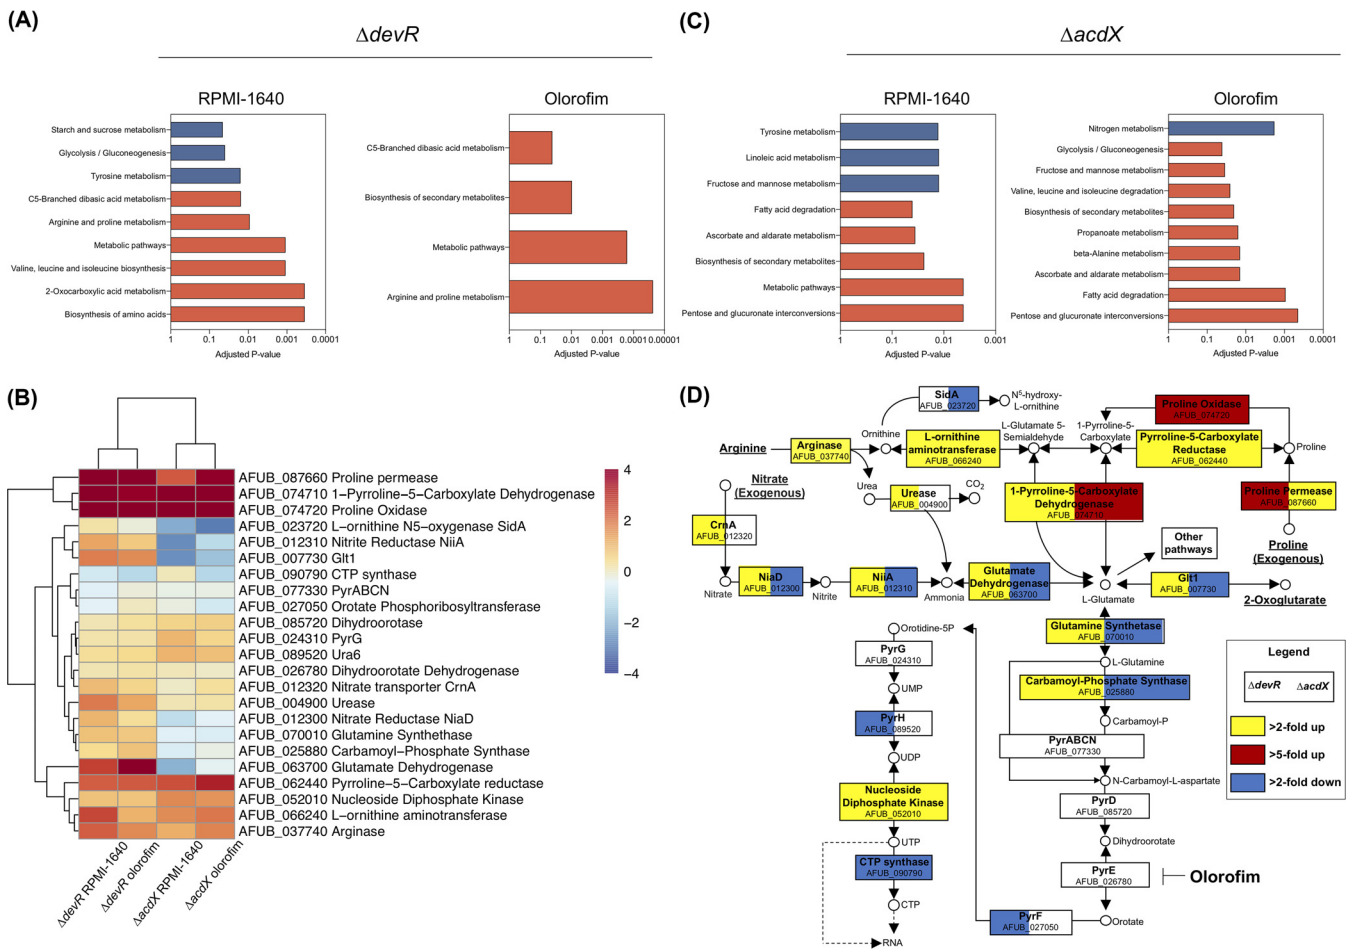 (A)
ΔdevR
RPMI-1640
Starch and sucrose metabolism
Glycolysis / Gluconeogenesis
Tyrosine metabolism
C5-Branched dibasic acid metabolism
Arginine and proline metabolism
Metabolic pathways
Valine, leucine and isoleucine biosynthesis
2-Oxocarboxylic acid metabolism
Biosynthesis of amino acids
1 0.1 0.01 0.001 0.0001
Adjusted P-value
Olorofim
C5-Branched dibasic acid metabolism
Biosynthesis of secondary metabolites
Metabolic pathways
Arginine and proline metabolism
1 0.1 0.01 0.001 0.0001 0.00001
Adjusted P-value
(C)
ΔacdX
RPMI-1640
Tyrosine metabolism
Linoleic acid metabolism
Fructose and mannose metabolism
Fatty acid degradation
Ascorbate and aldarate metabolism
Biosynthesis of secondary metabolites
Metabolic pathways
Pentose and glucuronate interconversions
1 0.1 0.01 0.001
Adjusted P-value
Olorofim
Nitrogen metabolism
Glycolysis / Gluconeogenesis
Fructose and mannose metabolism
Valine, leucine and isoleucine degradation
Biosynthesis of secondary metabolites
Propanoate metabolism
beta-Alanine metabolism
Ascorbate and aldarate metabolism
Fatty acid degradation
Pentose and glucuronate interconversions
1 0.1 0.01 0.001 0.0001
Adjusted P-value
(B)
AFUB_087660 Proline permease
AFUB_074710 1-Pyrroline-5-Carboxylate Dehydrogenase
AFUB_074720 Proline Oxidase
AFUB_023720 L-ornithine N5-oxygenase SidA
AFUB_012310 Nitrite Reductase NiiA
AFUB_007730 Glt1
AFUB_090790 CTP synthase
AFUB_077330 PyrABCN
AFUB_027050 Orotate Phosphoribosyltransferase
AFUB_085720 Dihydroorotase
AFUB_024310 PyrG
AFUB_089520 Ura6
AFUB_026780 Dihydroorotate Dehydrogenase
AFUB_012320 Nitrate transporter CrnA
AFUB_004900 Urease
AFUB_012300 Nitrate Reductase NiaD
AFUB_070010 Glutamine Synthethase
AFUB_025880 Carbamoyl-Phosphate Synthase
AFUB_063700 Glutamate Dehydrogenase
AFUB_062440 Pyrroline-5-Carboxylate reductase
AFUB_052010 Nucleoside Diphosphate Kinase
AFUB_066240 L-ornithine aminotransferase
AFUB_037740 Arginase
ΔdevR RPMI-1640
ΔdevR olorofim
ΔacdX RPMI-1640
ΔacdX olorofim
4
2
0
−2
−4
(D)
SidA
AFUB_023720
N5-hydroxy-
L-ornithine
Proline Oxidase
AFUB_074720
Arginine
Arginase
AFUB_037740
Ornithine
L-ornithine
aminotransferase
AFUB_066240
L-Glutamate 5-
Semialdehyde
1-Pyrroline-5-
Carboxylate
Pyrroline-5-Carboxylate
Reductase
AFUB_062440
Proline
Nitrate
(Exogenous)
Urea
Urease
AFUB_004900
CO2
1-Pyrroline-5-Carboxylate
Dehydrogenase
AFUB_074710
Proline Permease
AFUB_087660
CrnA
AFUB_012320
Other
pathways
Proline
(Exogenous)
Nitrate
NiaD
AFUB_012300
Nitrite
NiiA
AFUB_012310
Ammonia
Glutamate
Dehydrogenase
AFUB_063700
L-Glutamate
Glt1
AFUB_007730
2-Oxoglutarate
Orotidine-5P
PyrG
AFUB_024310
UMP
PyrH
AFUB_089520
UDP
Nucleoside
Diphosphate Kinase
AFUB_052010
UTP
CTP synthase
AFUB_090790
CTP
RNA
Glutamine Synthetase
AFUB_070010
L-Glutamine
Carbamoyl-Phosphate Synthase
AFUB_025880
Carbamoyl-P
PyrABCN
AFUB_077330
N-Carbamoyl-L-aspartate
PyrD
AFUB_085720
Dihydroorotate
PyrE
AFUB_026780
Olorofim
PyrF
AFUB_027050
Orotate
Legend
ΔdevR ΔacdX
>2-fold up
>5-fold up
>2-fold down